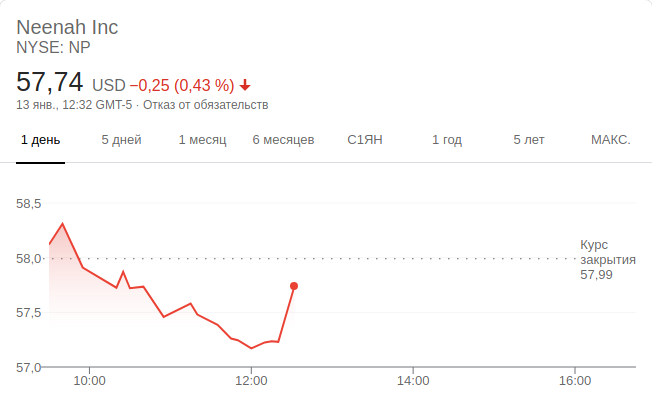 Neenah Inc
NYSE: NP
57,74 USD −0,25 (0,43 %)
13 янв., 12:32 GMT-5 · Отказ от обязательств
1 день 5 дней 1 месяц 6 месяцев С1ЯН 1 год 5 лет МАКС.
58,5
58,0
57,5
57,0
Курс
закрытия
57,99
10:00 12:00 14:00 16:00